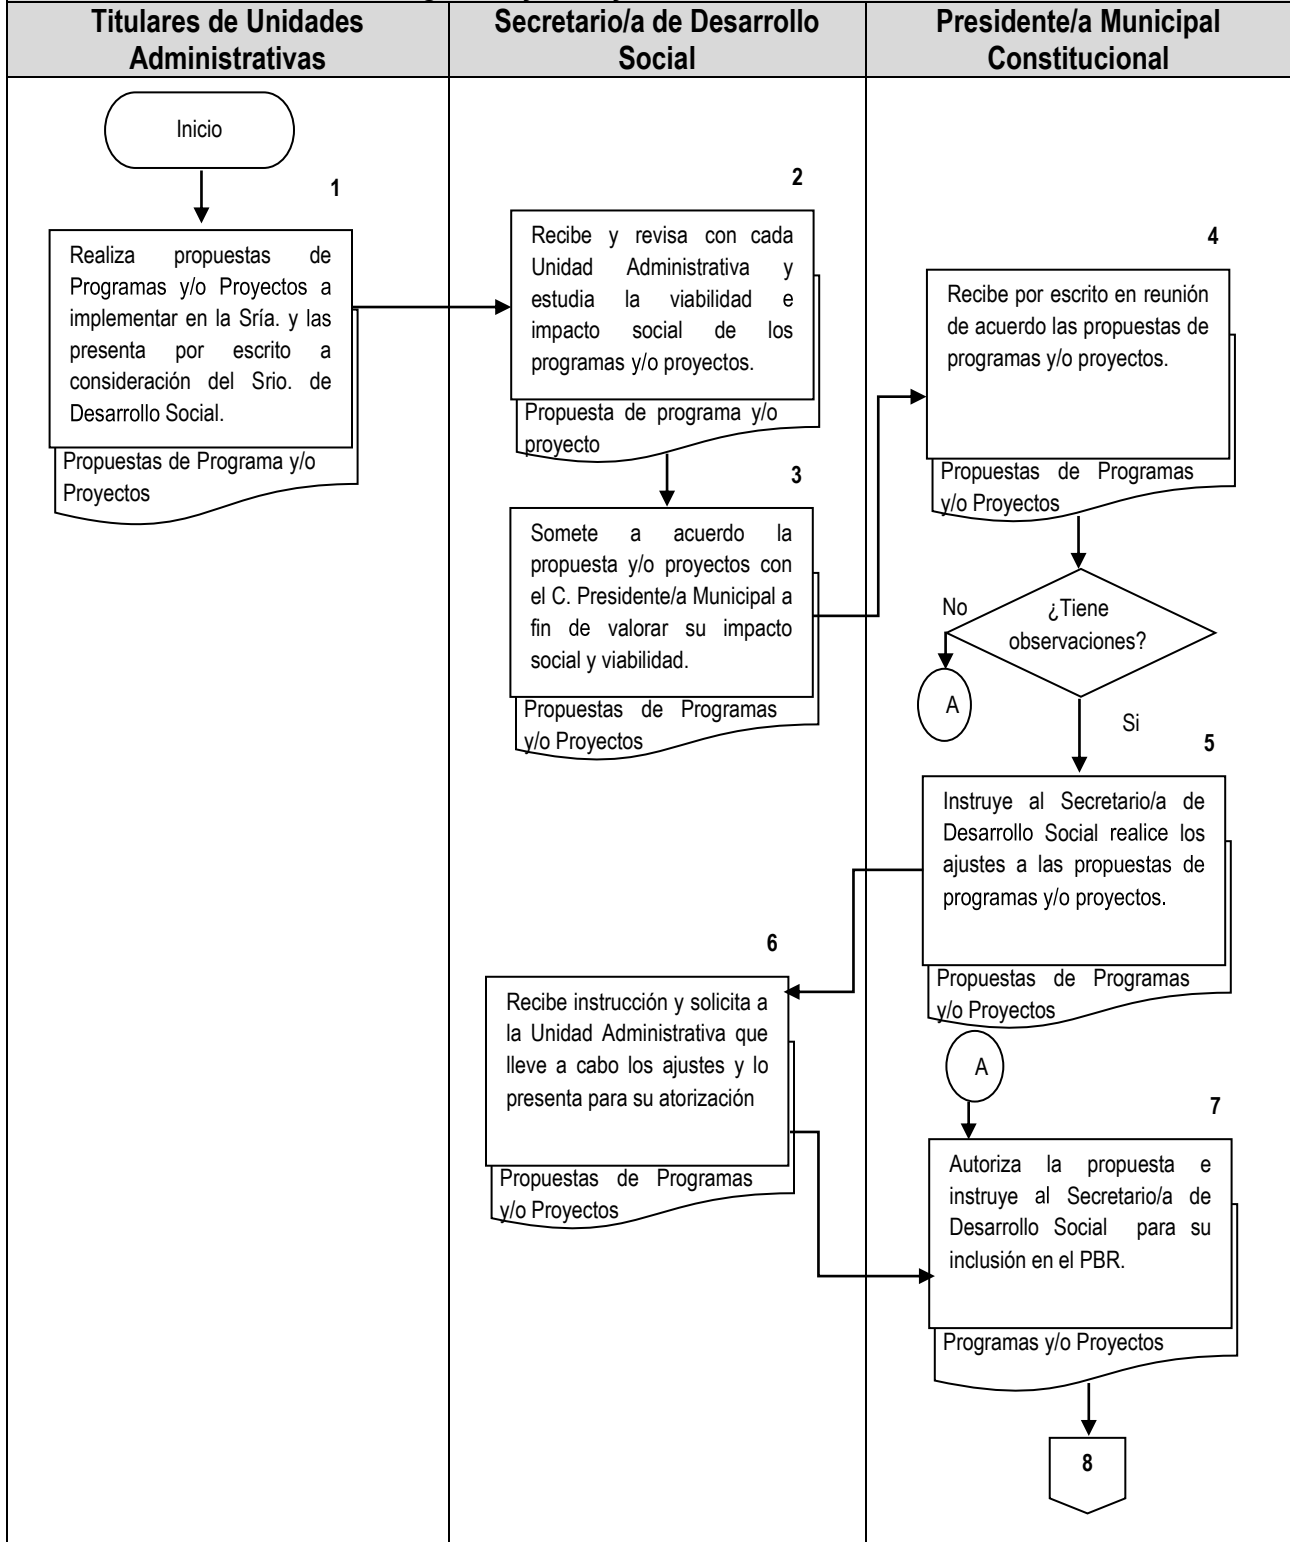 Titulares de Unidades
Administrativas
Secretario/a de Desarrollo
Social
Presidente/a Municipal
Constitucional
Inicio
1
Realiza propuestas de
Programas y/o Proyectos a
implementar en la Sría. y las
presenta por escrito a
consideración del Srio. de
Desarrollo Social.
Propuestas de Programa y/o
Proyectos
2
Recibe y revisa con cada
Unidad Administrativa y
estudia la viabilidad e
impacto social de los
programas y/o proyectos.
Propuesta de programa y/o
proyecto
3
Somete a acuerdo la
propuesta y/o proyectos con
el C. Presidente/a Municipal a
fin de valorar su impacto
social y viabilidad.
Propuestas de Programas
y/o Proyectos
4
Recibe por escrito en reunión
de acuerdo las propuestas de
programas y/o proyectos.
Propuestas de Programas
y/o Proyectos
¿Tiene
observaciones?
No
A
Si
5
Instruye al Secretario/a de
Desarrollo Social realice los
ajustes a las propuestas de
programas y/o proyectos.
Propuestas de Programas
y/o Proyectos
6
Recibe instrucción y solicita a
la Unidad Administrativa que
lleve a cabo los ajustes y lo
presenta para su atorización
Propuestas de Programas
y/o Proyectos
A
7
Autoriza la propuesta e
instruye al Secretario/a de
Desarrollo Social para su
inclusión en el PBR.
Programas y/o Proyectos
8